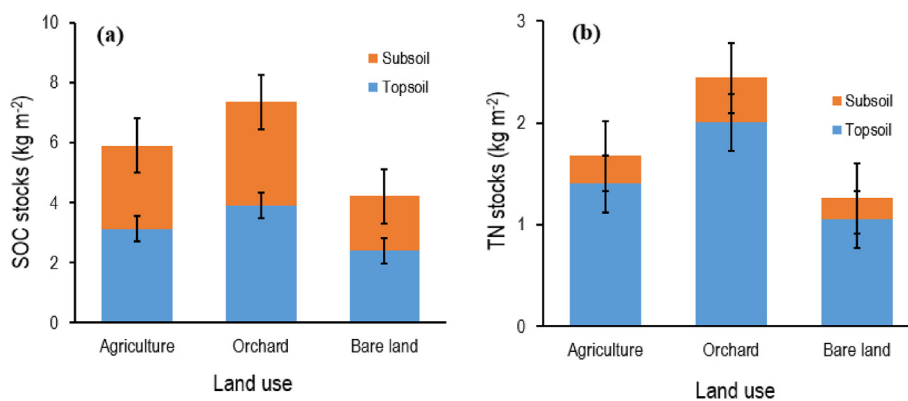 (a)
SOC stocks (kg m-2)
10
8
6
4
2
0
Subsoil
Topsoil
Agriculture Orchard Bare land
Land use
(b)
TN stocks (kg m-2)
3
2
1
0
Subsoil
Topsoil
Agriculture Orchard Bare land
Land use